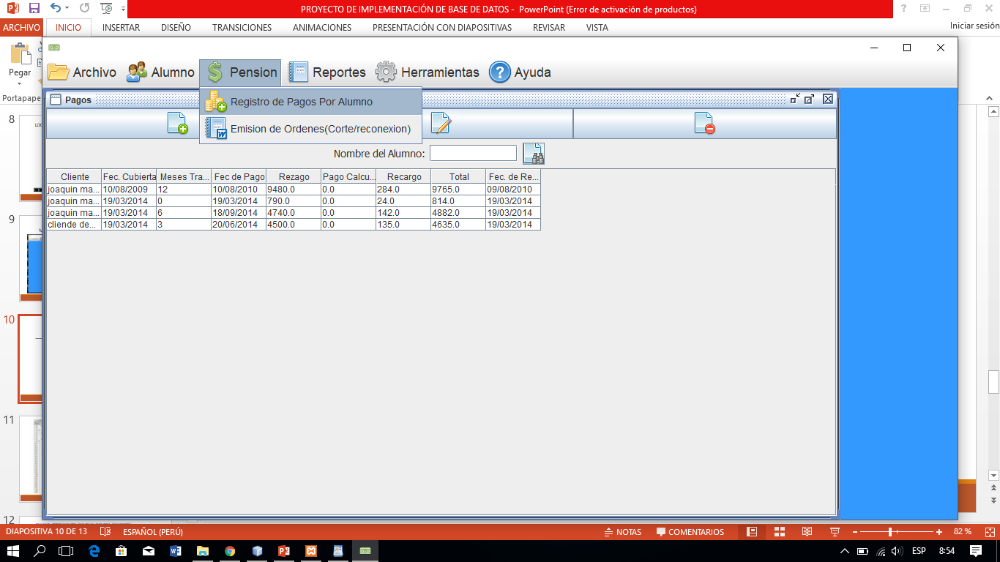 PROYECTO DE IMPLEMENTACIÓN DE BASE DE DATOS -  PowerPoint (Error de activación de productos)
ARCHIVO INICIO INSERTAR DISEÑO TRANSICIONES ANIMACIONES PRESENTACIÓN CON DIAPOSITIVAS REVISAR VISTA Iniciar sesión
Pegar
Portapape
Archivo Alumno Pension Reportes Herramientas Ayuda
Pagos
Registro de Pagos Por Alumno
Emision de Ordenes(Corte/reconexion)
Nombre del Alumno:
Cliente Fec. Cubierta Meses Tra... Fec de Pago Rezago Pago Calcu... Recargo Total Fec. de Re...
joaquin ma... 10/08/2009 12 10/08/2010 9480.0 0.0 284.0 9765.0 09/08/2010
joaquin ma... 19/03/2014 0 19/03/2014 790.0 0.0 24.0 814.0 19/03/2014
joaquin ma... 19/03/2014 6 18/09/2014 4740.0 0.0 142.0 4882.0 19/03/2014
cliende de... 19/03/2014 3 20/06/2014 4500.0 0.0 135.0 4635.0 19/03/2014
8
9
10
11
12
DIAPOSITIVA 10 DE 13 ESPAÑOL (PERÚ) NOTAS COMENTARIOS 82 %
ESP 8:54